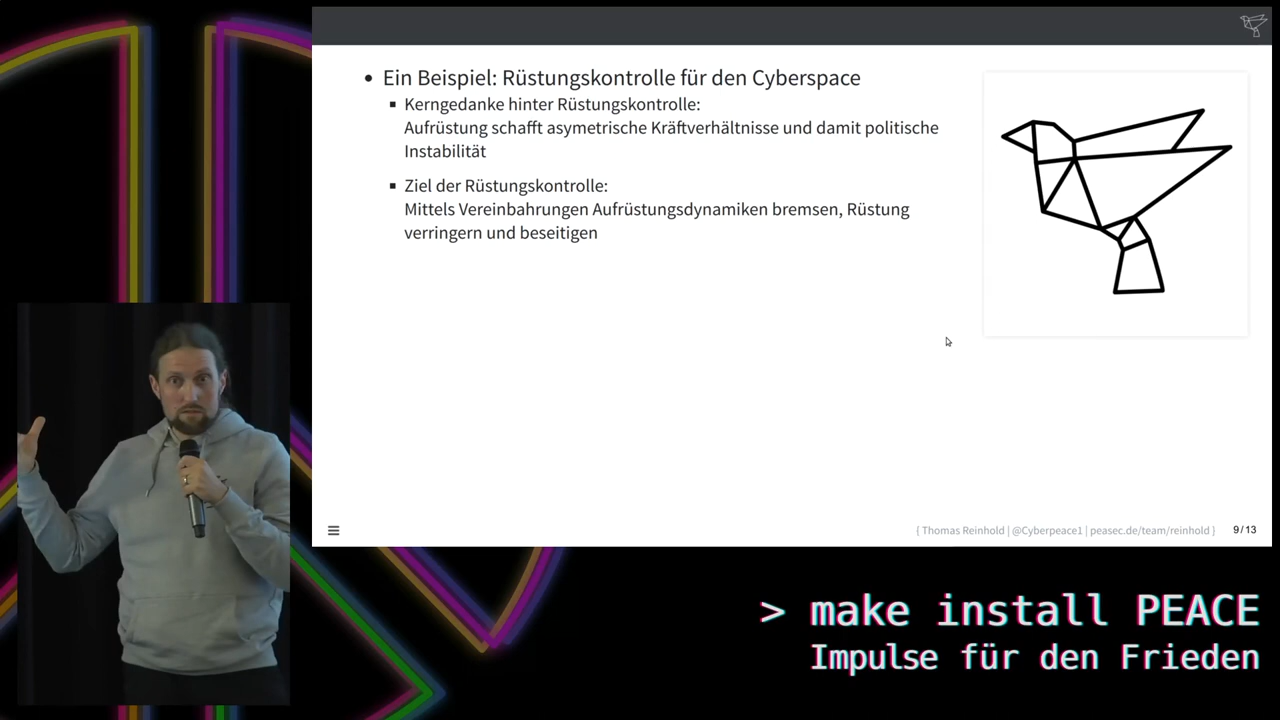 Ein Beispiel: Rüstungskontrolle für den Cyberspace
Kerngedanke hinter Rüstungskontrolle:
Aufrüstung schafft asymetrische Kräftverhältnisse und damit politische
Instabilität
Ziel der Rüstungskontrolle:
Mittels Vereinbahrungen Aufrüstungsdynamiken bremsen, Rüstung
verringern und beseitigen
{ Thomas Reinhold | @Cyberpeace1 | peasec.de/team/reinhold }
9 / 13
> make install PEACE
Impulse für den Frieden